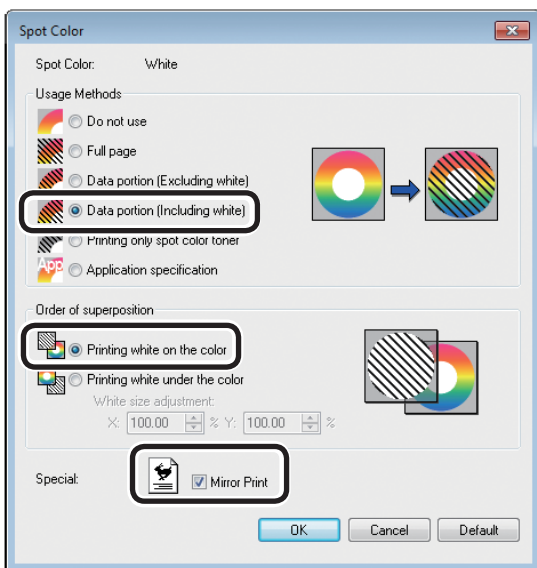 Spot Color
Spot Color: White
Usage Methods
Do not use
Full page
Data portion (Excluding white)
Data portion (Including white)
Printing only spot color toner
App Application specification
Order of superposition
Printing white on the color
Printing white under the color
White size adjustment:
X: 100.00 % Y: 100.00 %
Special: Mirror Print
OK Cancel Default